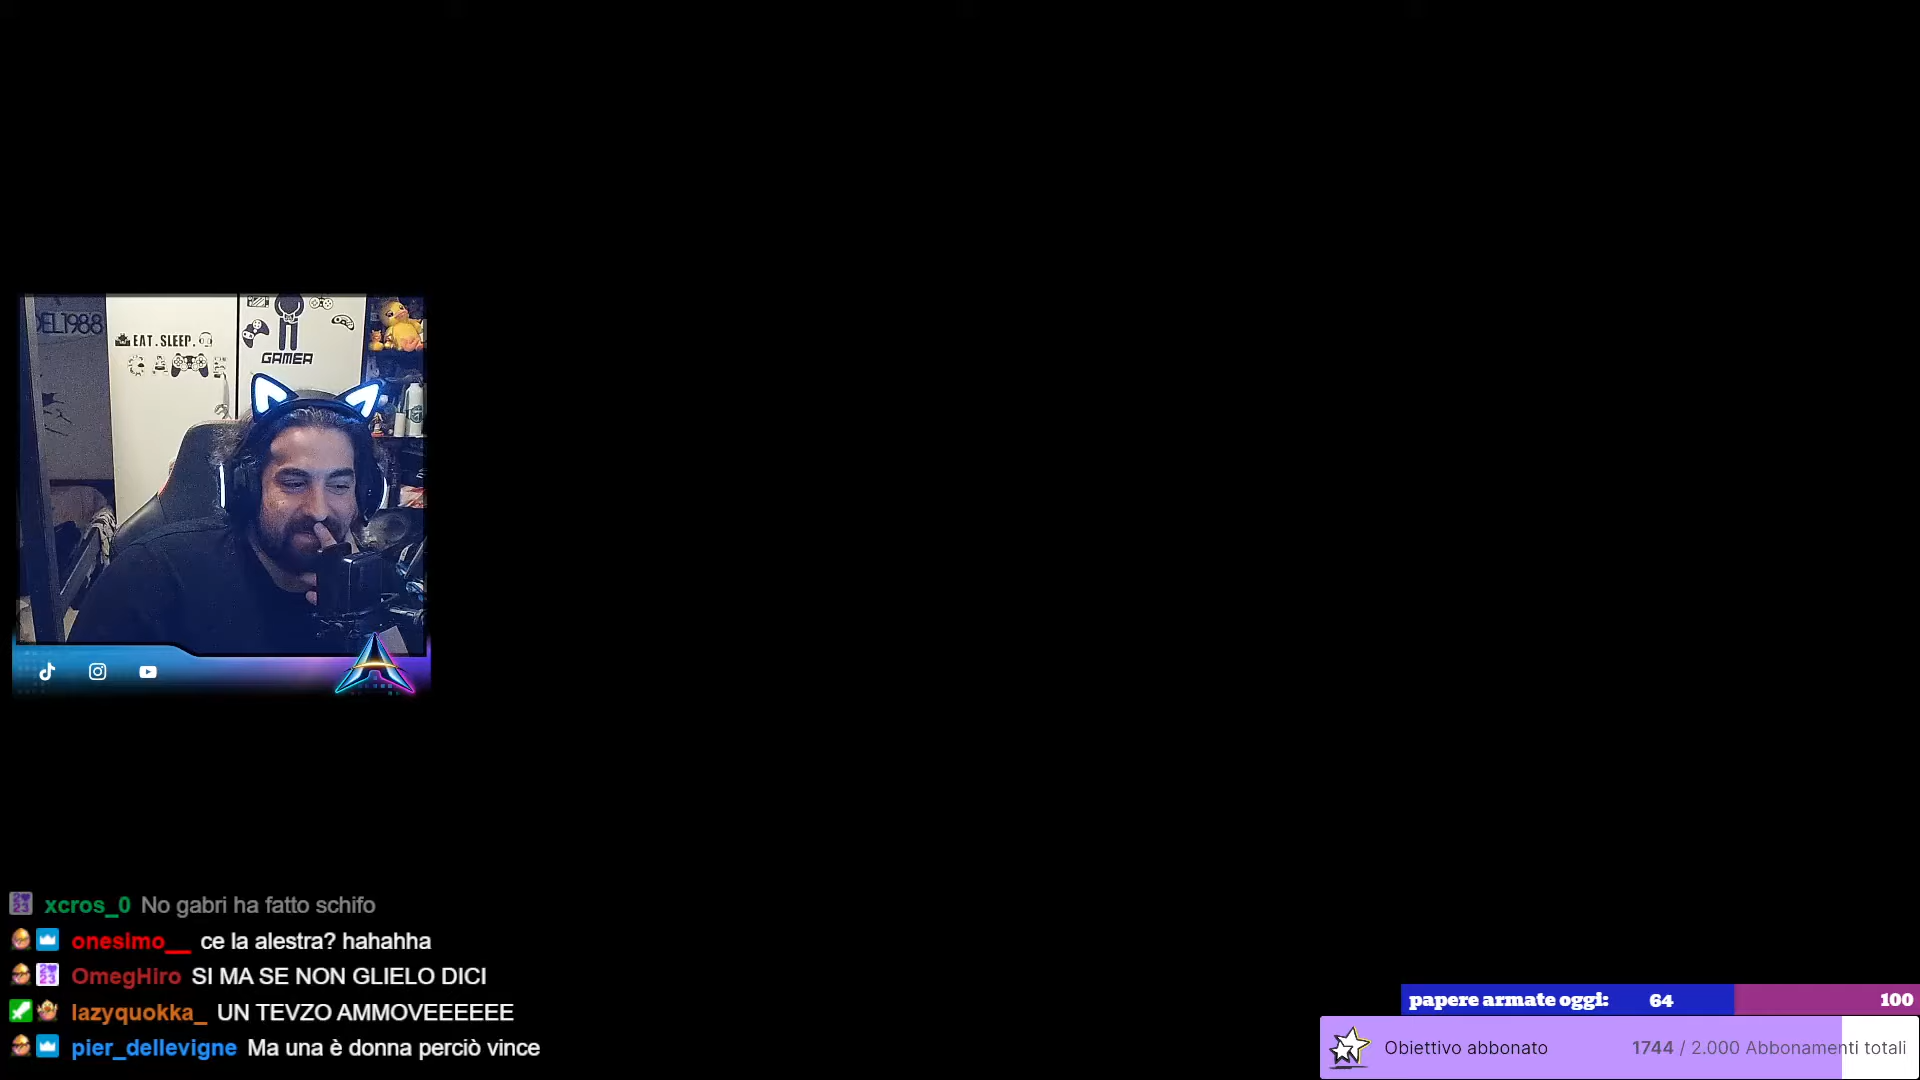 DEL1988
EAT.SLEEP.
GAME
GAMER
xcros_0 No gabri ha fatto schifo
onesimo__ ce la alestra? hahahha
OmegHiro SI MA SE NON GLIELO DICI
lazyquokka_ UN TEVZO AMMOVEEEEEE
pier_dellevigne Ma una è donna perciò vince
papere armate oggi: 64 100
Obiettivo abbonato 1744 / 2.000 Abbonamenti totali